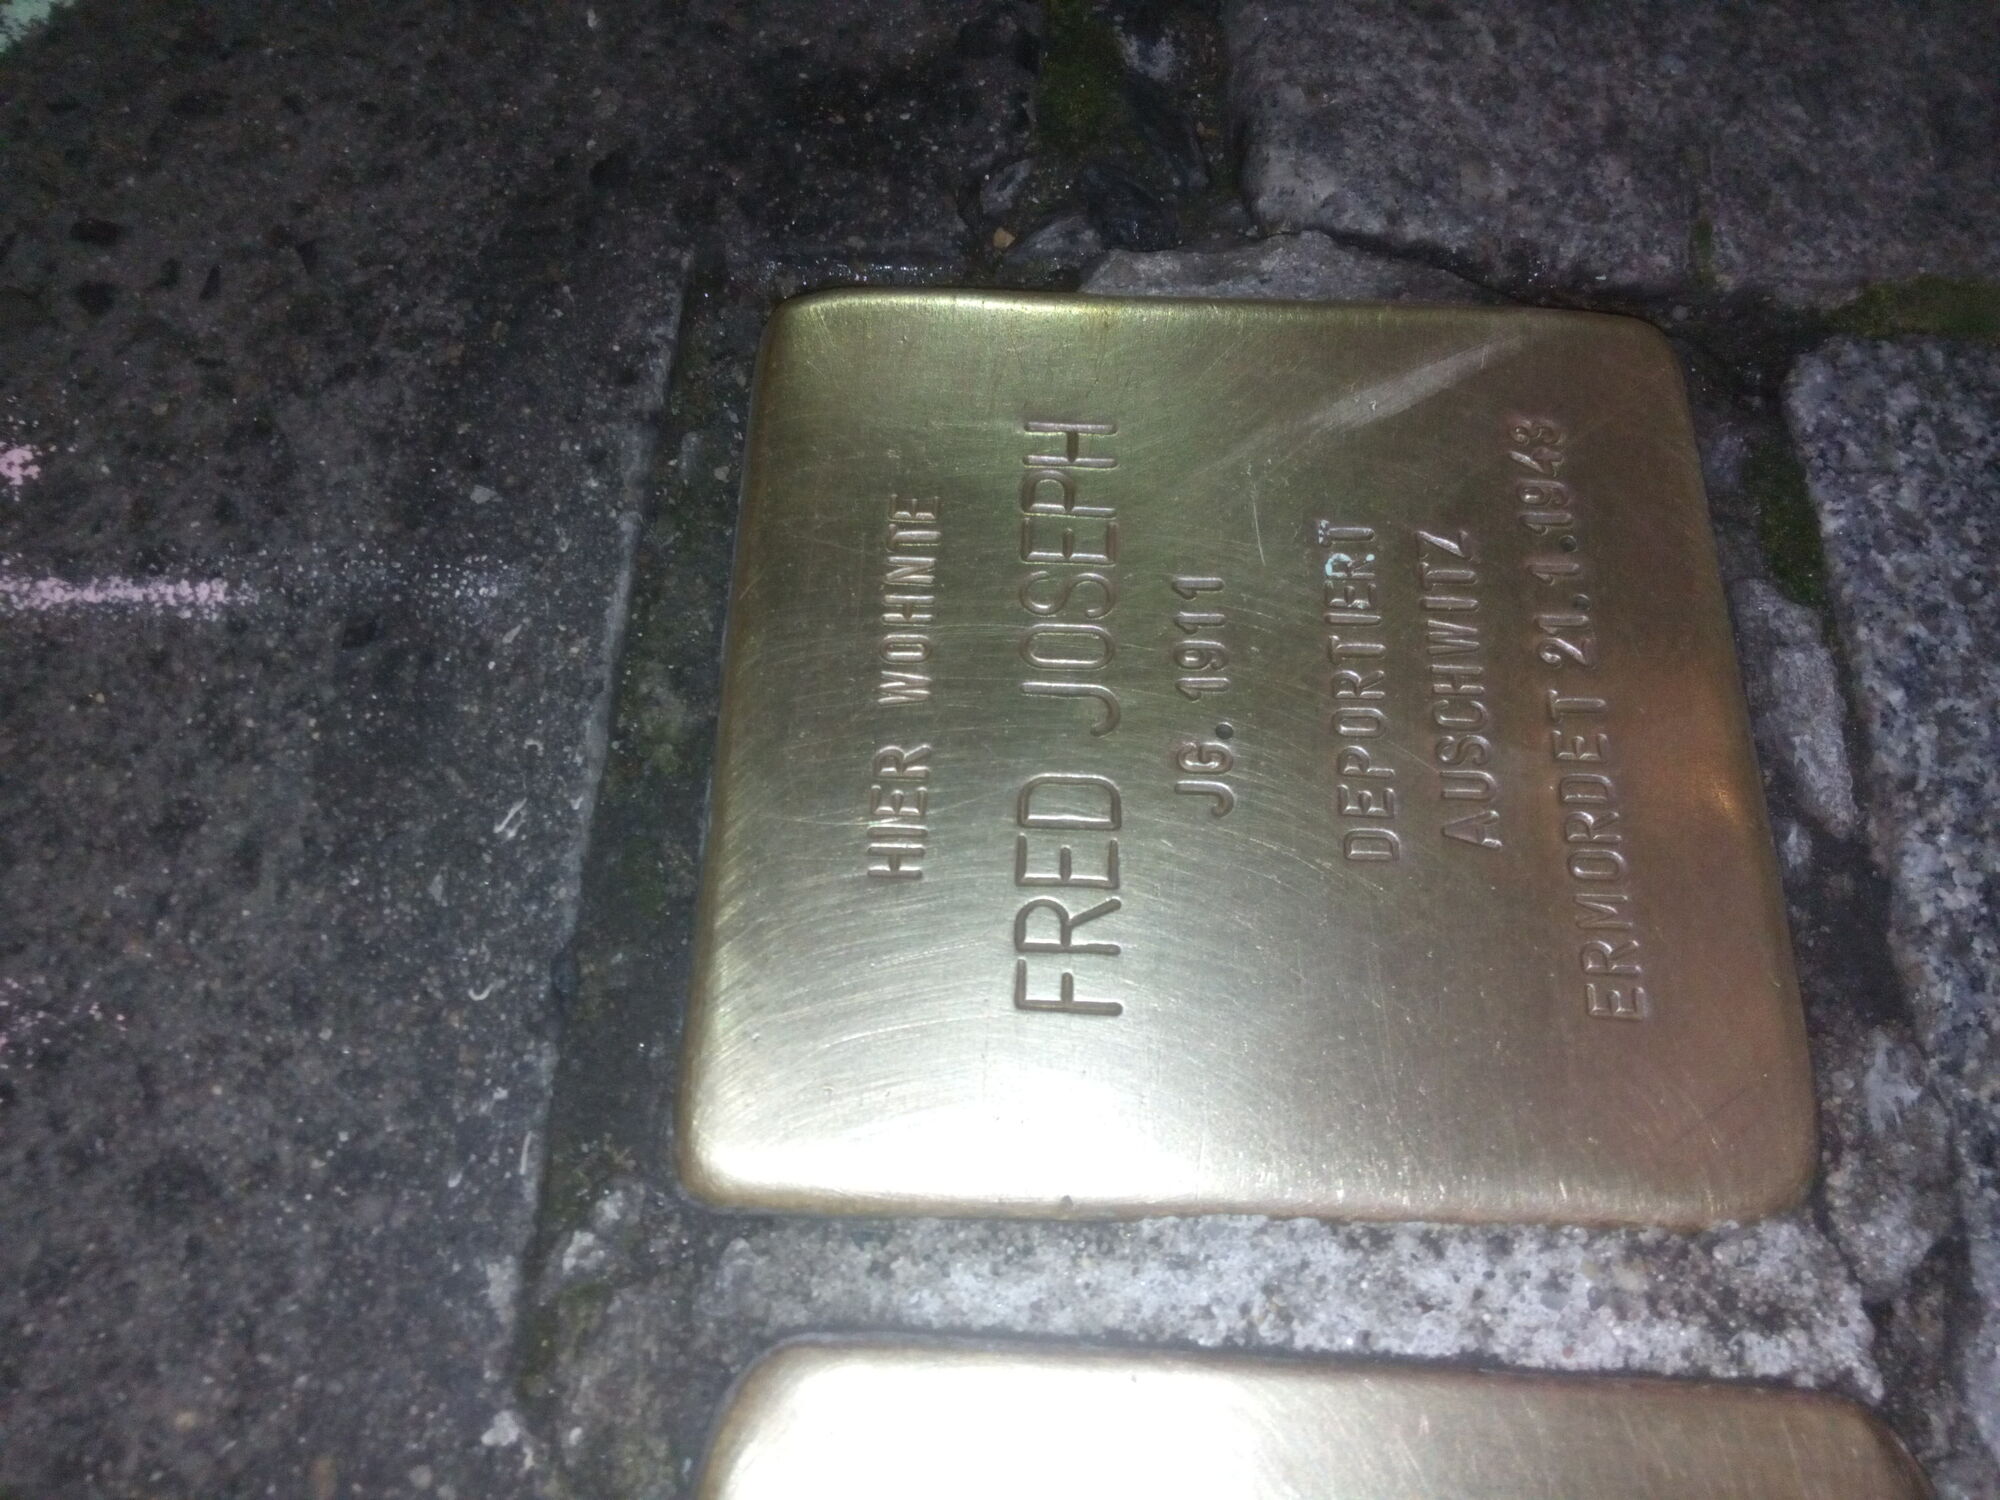 HIER WOHNTE
FRED JOSEPH
JG. 1911
DEPORTIERT
AUSCHWITZ
ERMORDET 21.1.1943